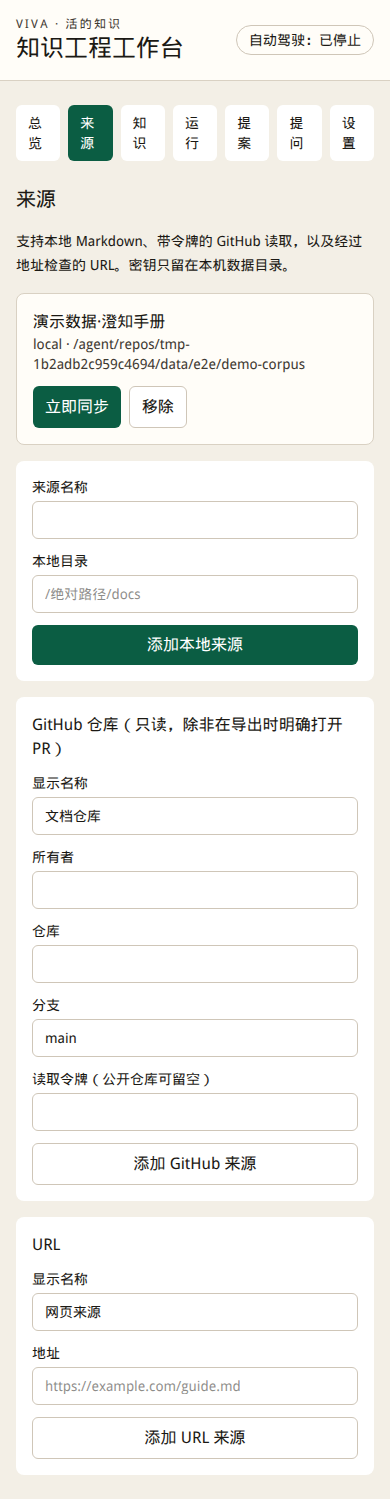 VIVA · 活的知识
知识工程工作台
自动驾驶：已停止
总览
来源
知识
运行
提案
提问
设置
来源
支持本地 Markdown、带令牌的 GitHub 读取，以及经过
地址检查的 URL。密钥只留在本机数据目录。
演示数据·澄知手册
local · /agent/repos/tmp-
1b2adb2c959c4694/data/e2e/demo-corpus
立即同步
移除
来源名称
本地目录
/绝对路径/docs
添加本地来源
GitHub 仓库（只读，除非在导出时明确打开
PR）
显示名称
文档仓库
所有者
仓库
分支
main
读取令牌（公开仓库可留空）
添加 GitHub 来源
URL
显示名称
网页来源
地址
https://example.com/guide.md
添加 URL 来源